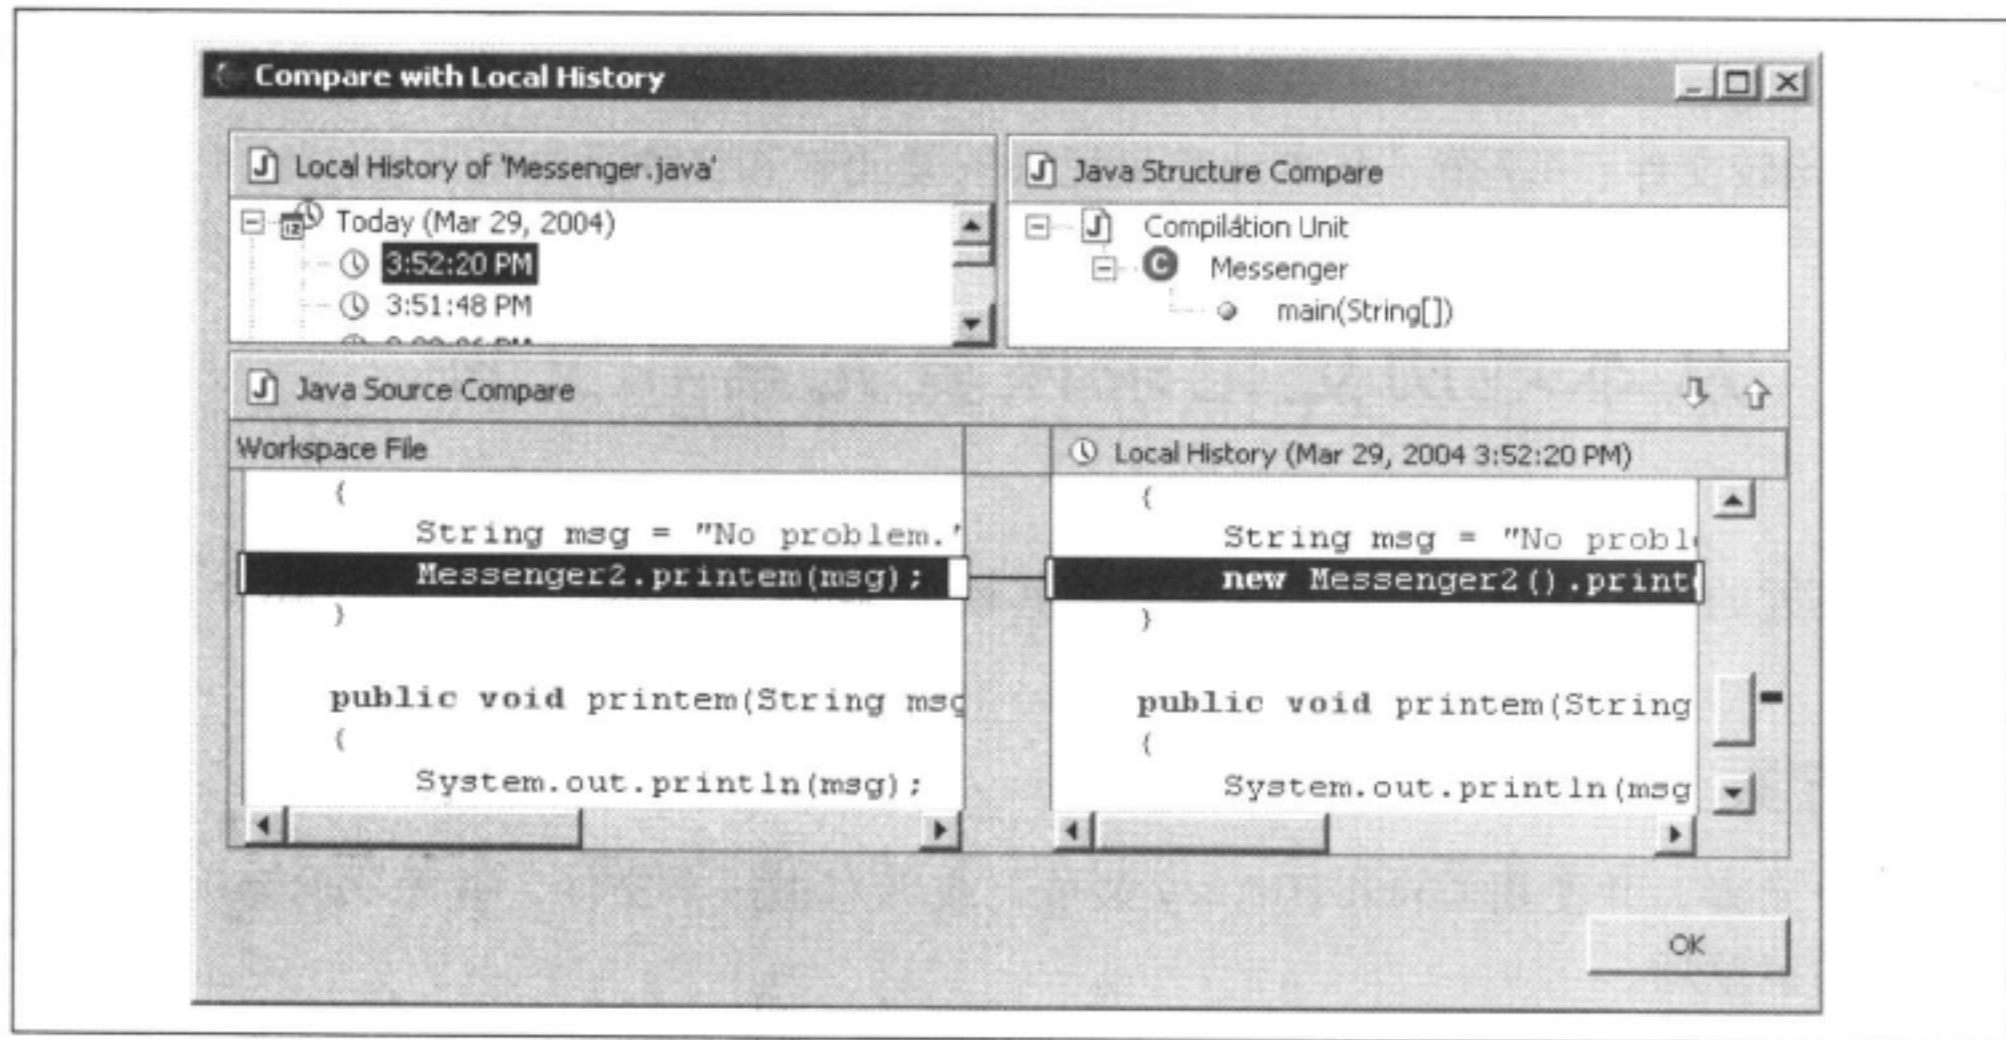 Compare with Local History
Local History of 'Messenger.java'
Today (Mar 29, 2004)
3:52:20 PM
3:51:48 PM
Java Structure Compare
Compilation Unit
C Messenger
main(String[])
Java Source Compare
Workspace File
{
String msg = "No problem."
Messenger2.printem(msg);
}
public void printem(String msg
{
System.out.println(msg);
Local History (Mar 29, 2004 3:52:20 PM)
{
String msg = "No probl
new Messenger2().print
}
public void printem(String
{
System.out.println(msg
OK